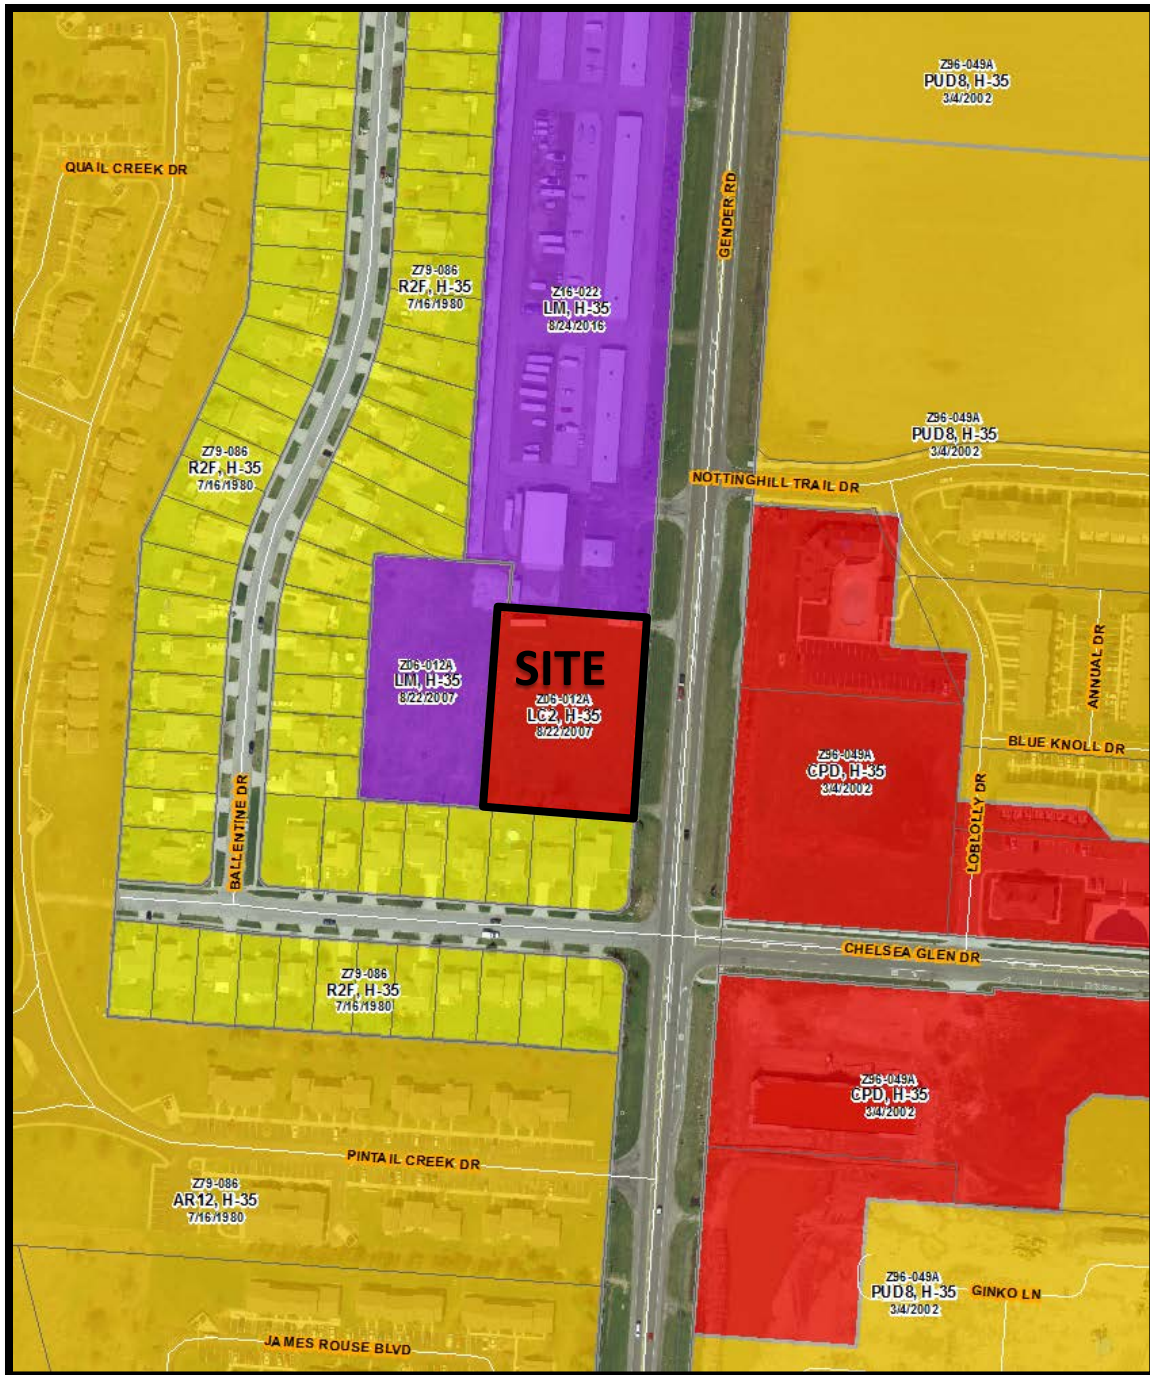 Z96-049A
PUD8, H-35
3/4/2002
QUAIL CREEK DR
GENDER RD
Z79-086
R2F, H-35
7/16/1980
Z16-022
LM, H-35
8/24/2016
Z96-049A
PUD8, H-35
3/4/2002
Z79-086
R2F, H-35
7/16/1980
NOTTINGHILL TRAIL DR
ANNUAL DR
SITE
Z06-012A
LM, H-35
8/22/2007
Z06-012A
LC2, H-35
8/22/2007
BLUE KNOLL DR
Z96-049A
CPD, H-35
3/4/2002
BALLENTINE DR
LOBLOLLY DR
CHELSEA GLEN DR
Z79-086
R2F, H-35
7/16/1980
Z96-049A
CPD, H-35
3/4/2002
PINTAIL CREEK DR
Z79-086
AR12, H-35
7/16/1980
Z96-049A
PUD8, H-35
3/4/2002
GINKO LN
JAMES ROUSE BLVD